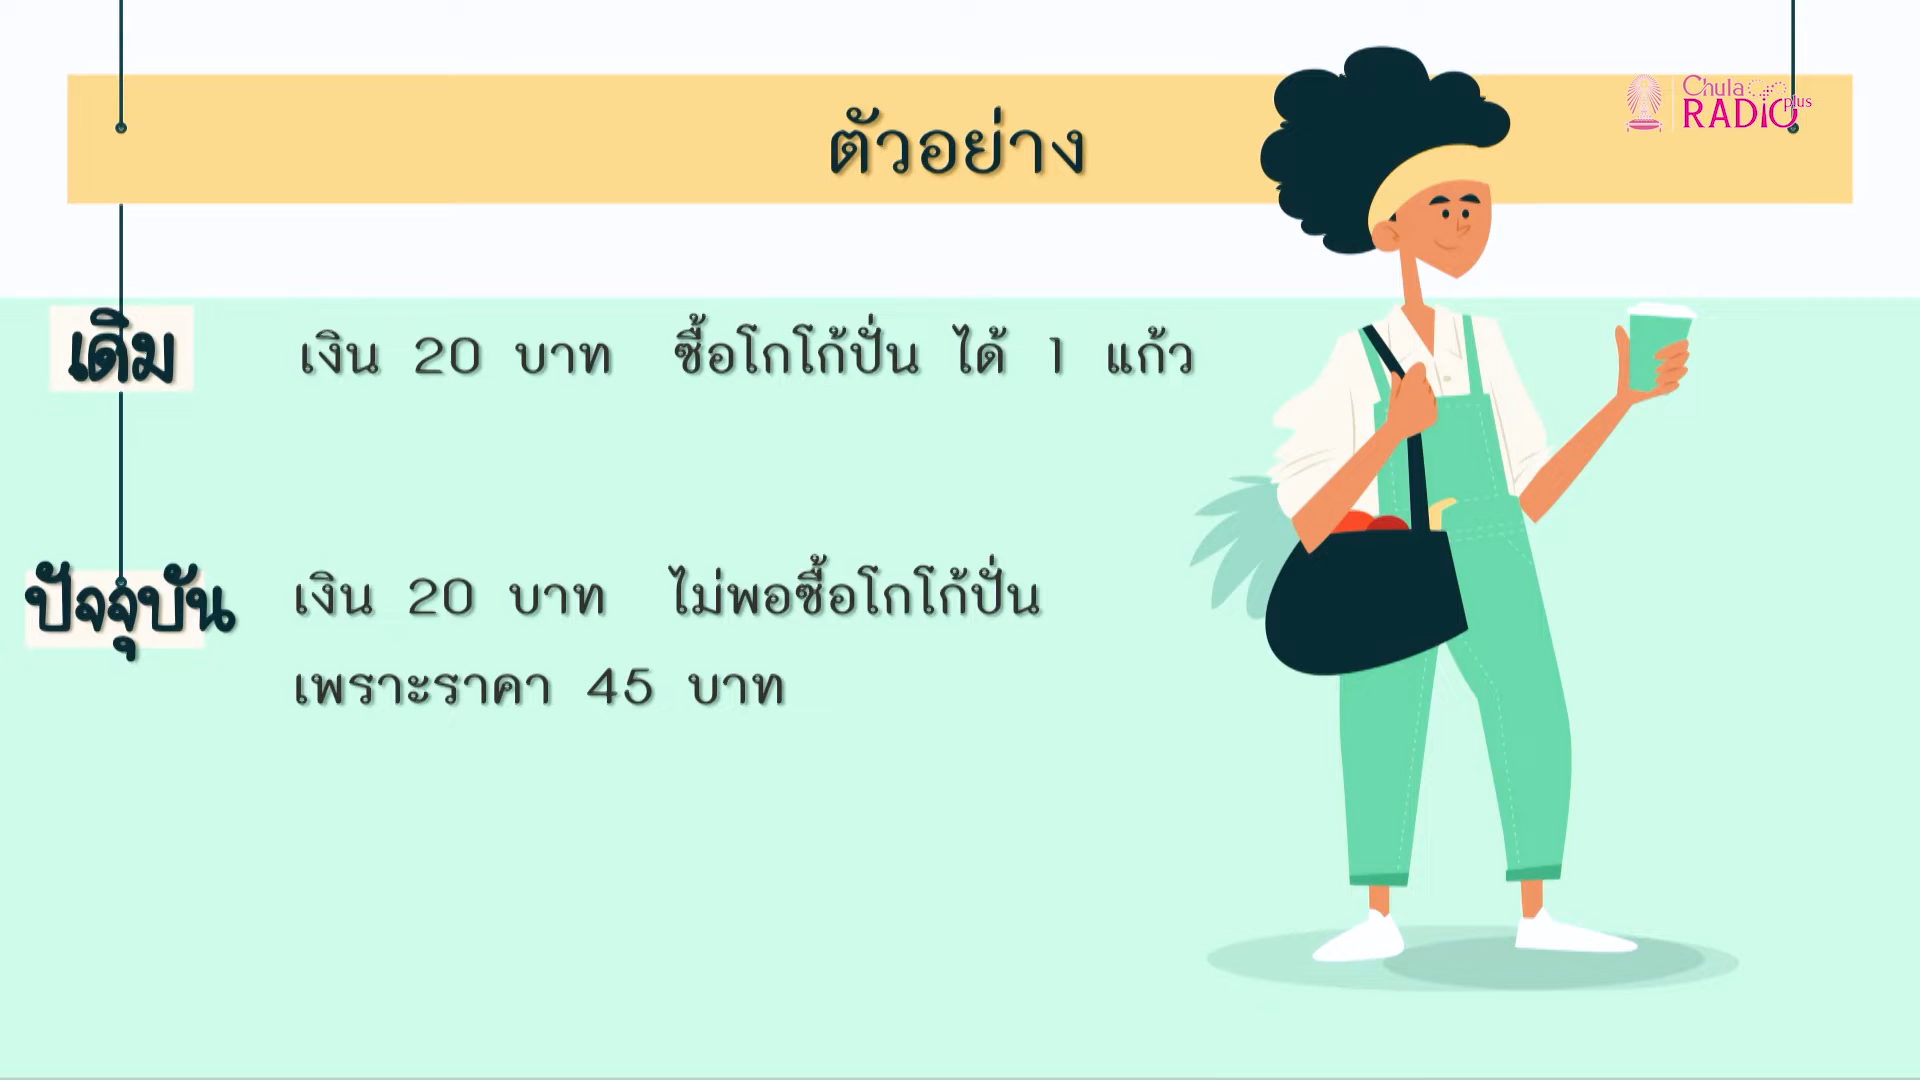 ตัวอย่าง
Chula
RADIO plus
เดิม
เงิน 20 บาท ซื้อโกโก้ปั่น ได้ 1 แก้ว
ปัจจุบัน
เงิน 20 บาท ไม่พอซื้อโกโก้ปั่น
เพราะราคา 45 บาท